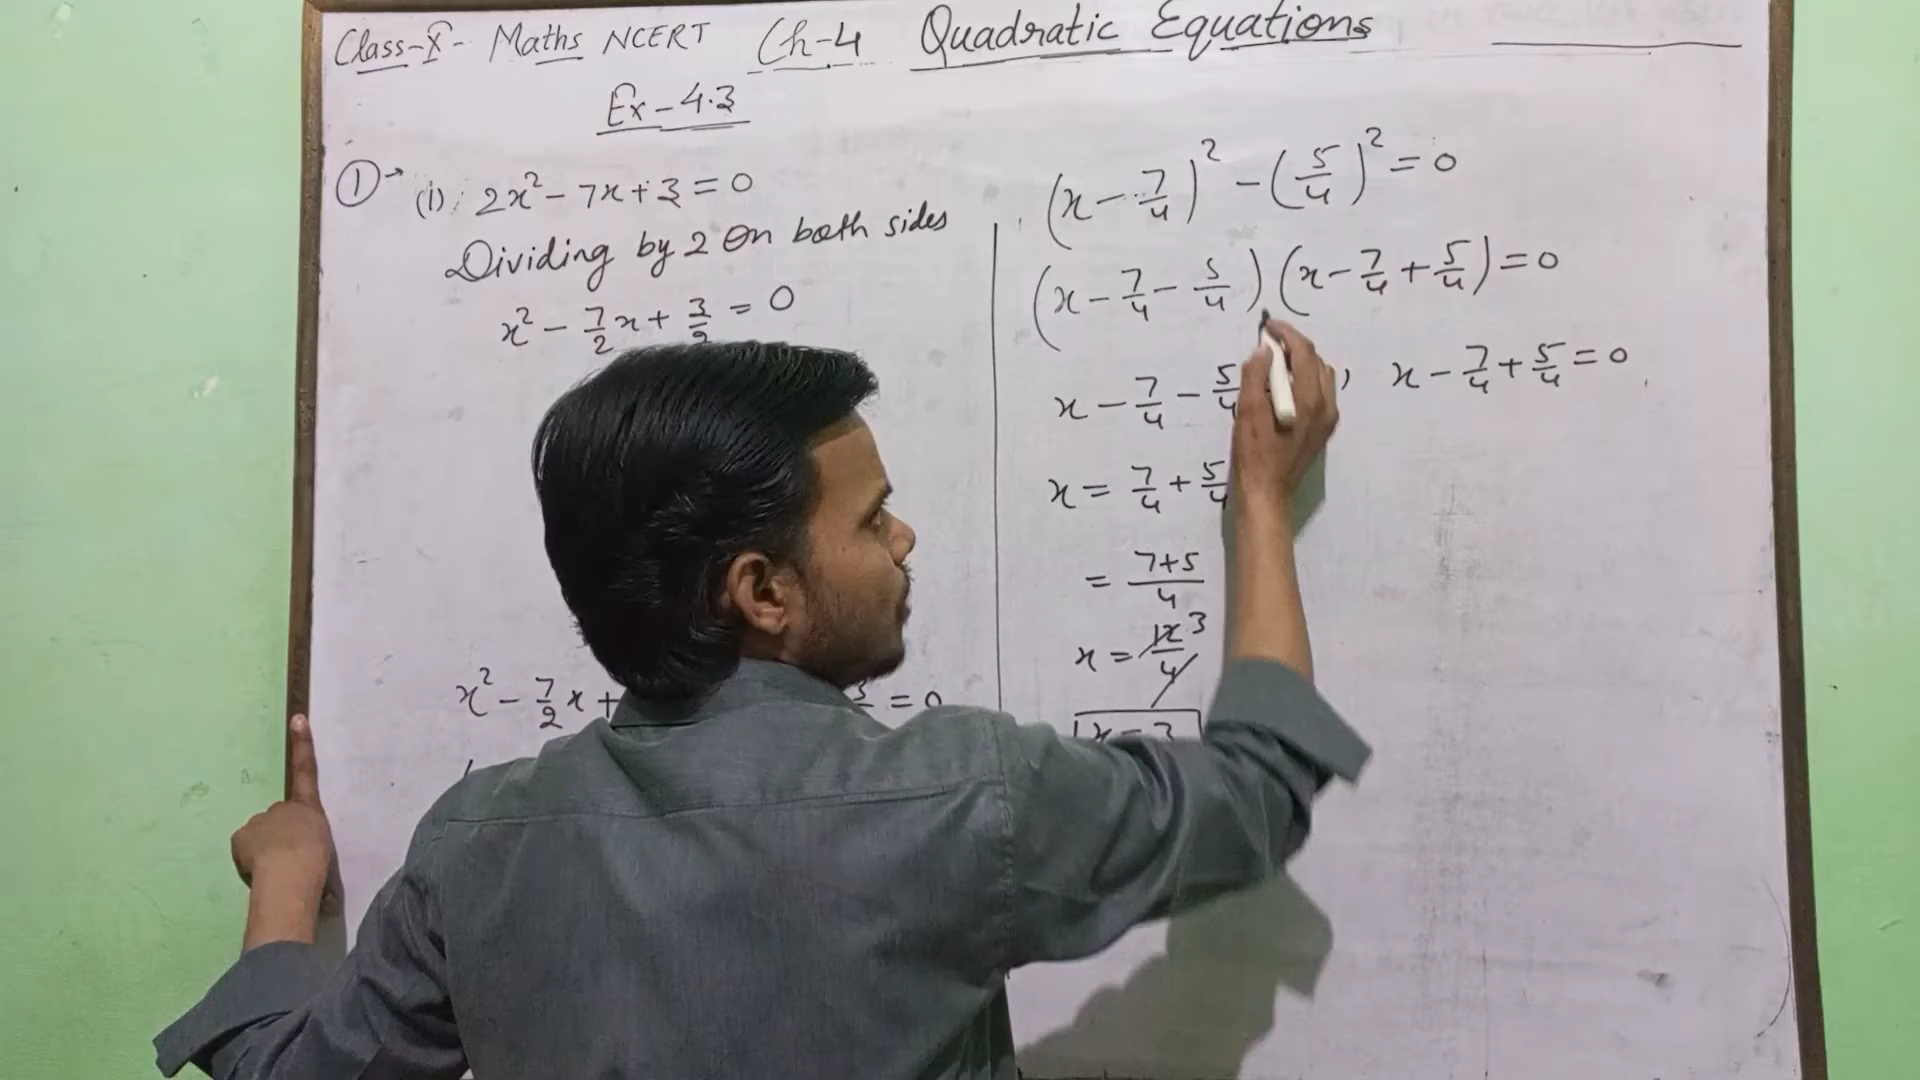 Class-X- Maths NCERT Ch-4 Quadratic Equations
Ex-4.3
① → (i) 2x² - 7x + 3 = 0
Dividing by 2 on both sides
x² - 7/2 x + 3/2 = 0
x² - 7/2 x + 3 = 0
(x - 7/4)² - (5/4)² = 0
(x - 7/4 - 5/4)(x - 7/4 + 5/4) = 0
x - 7/4 - 5/4 , x - 7/4 + 5/4 = 0
x = 7/4 + 5/4
= 7+5/4
x = 12/4 3
x = 3